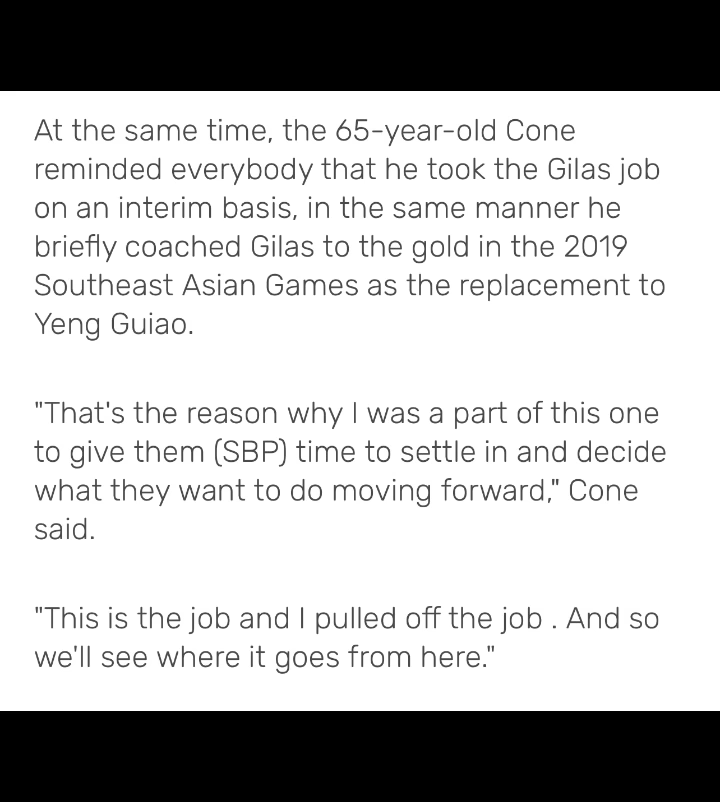 At the same time, the 65-year-old Cone
reminded everybody that he took the Gilas job
on an interim basis, in the same manner he
briefly coached Gilas to the gold in the 2019
Southeast Asian Games as the replacement to
Yeng Guiao.
"That's the reason why I was a part of this one
to give them (SBP) time to settle in and decide
what they want to do moving forward," Cone
said.
"This is the job and I pulled off the job . And so
we'll see where it goes from here."